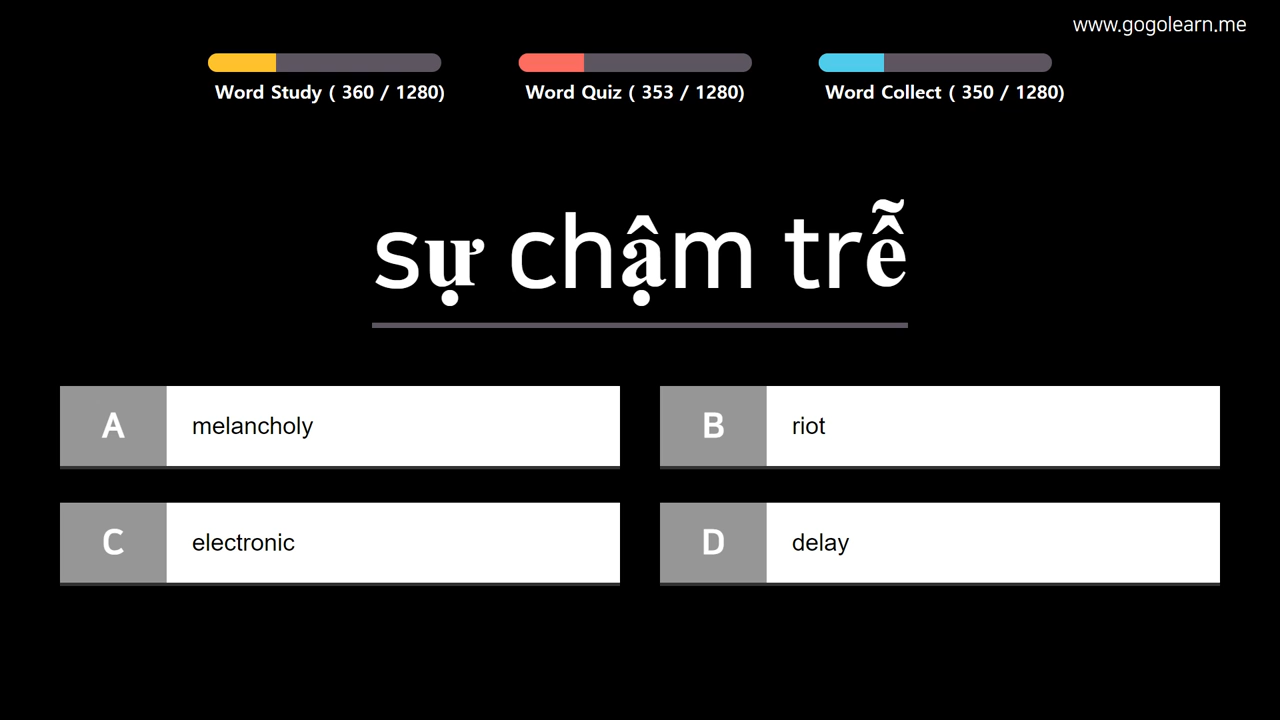 www.gogolearn.me
Word Study ( 360 / 1280)
Word Quiz ( 353 / 1280)
Word Collect ( 350 / 1280)
sự chậm trễ
A melancholy
B riot
C electronic
D delay